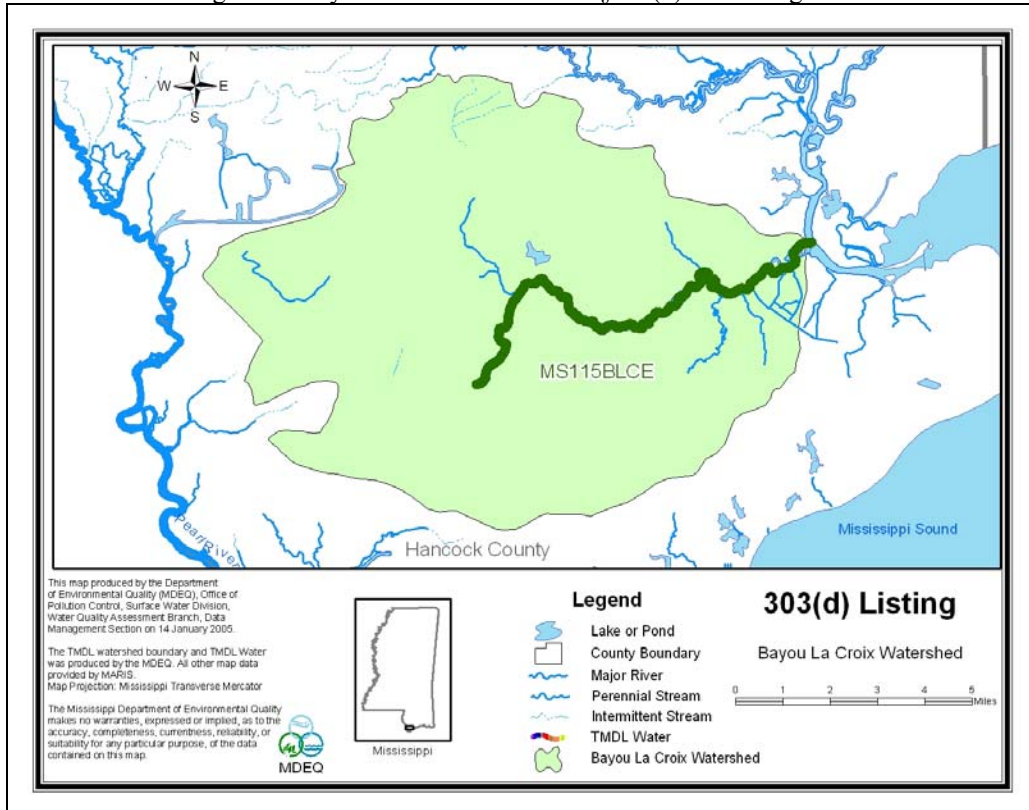 N
W E
S
MS115BLCE
Pearl River
Hancock County
Mississippi Sound
This map produced by the Department
of Environmental Quality (MDEQ), Office of
Pollution Control, Surface Water Division,
Water Quality Assessment Branch, Data
Management Section on 14 January 2005.
The TMDL watershed boundary and TMDL Water
was produced by the MDEQ. All other map data
provided by MARIS.
Map Projection: Mississippi Transverse Mercator
The Mississippi Department of Environmental Quality
makes no warranties, expressed or implied, as to the
accuracy, completeness, currentness, reliability, or
suitability for any particular purpose, of the data
contained on this map.
MDEQ
Mississippi
Legend
Lake or Pond
County Boundary
Major River
Perennial Stream
Intermittent Stream
TMDL Water
Bayou La Croix Watershed
303(d) Listing
Bayou La Croix Watershed
0 1 2 3 4 5
Miles